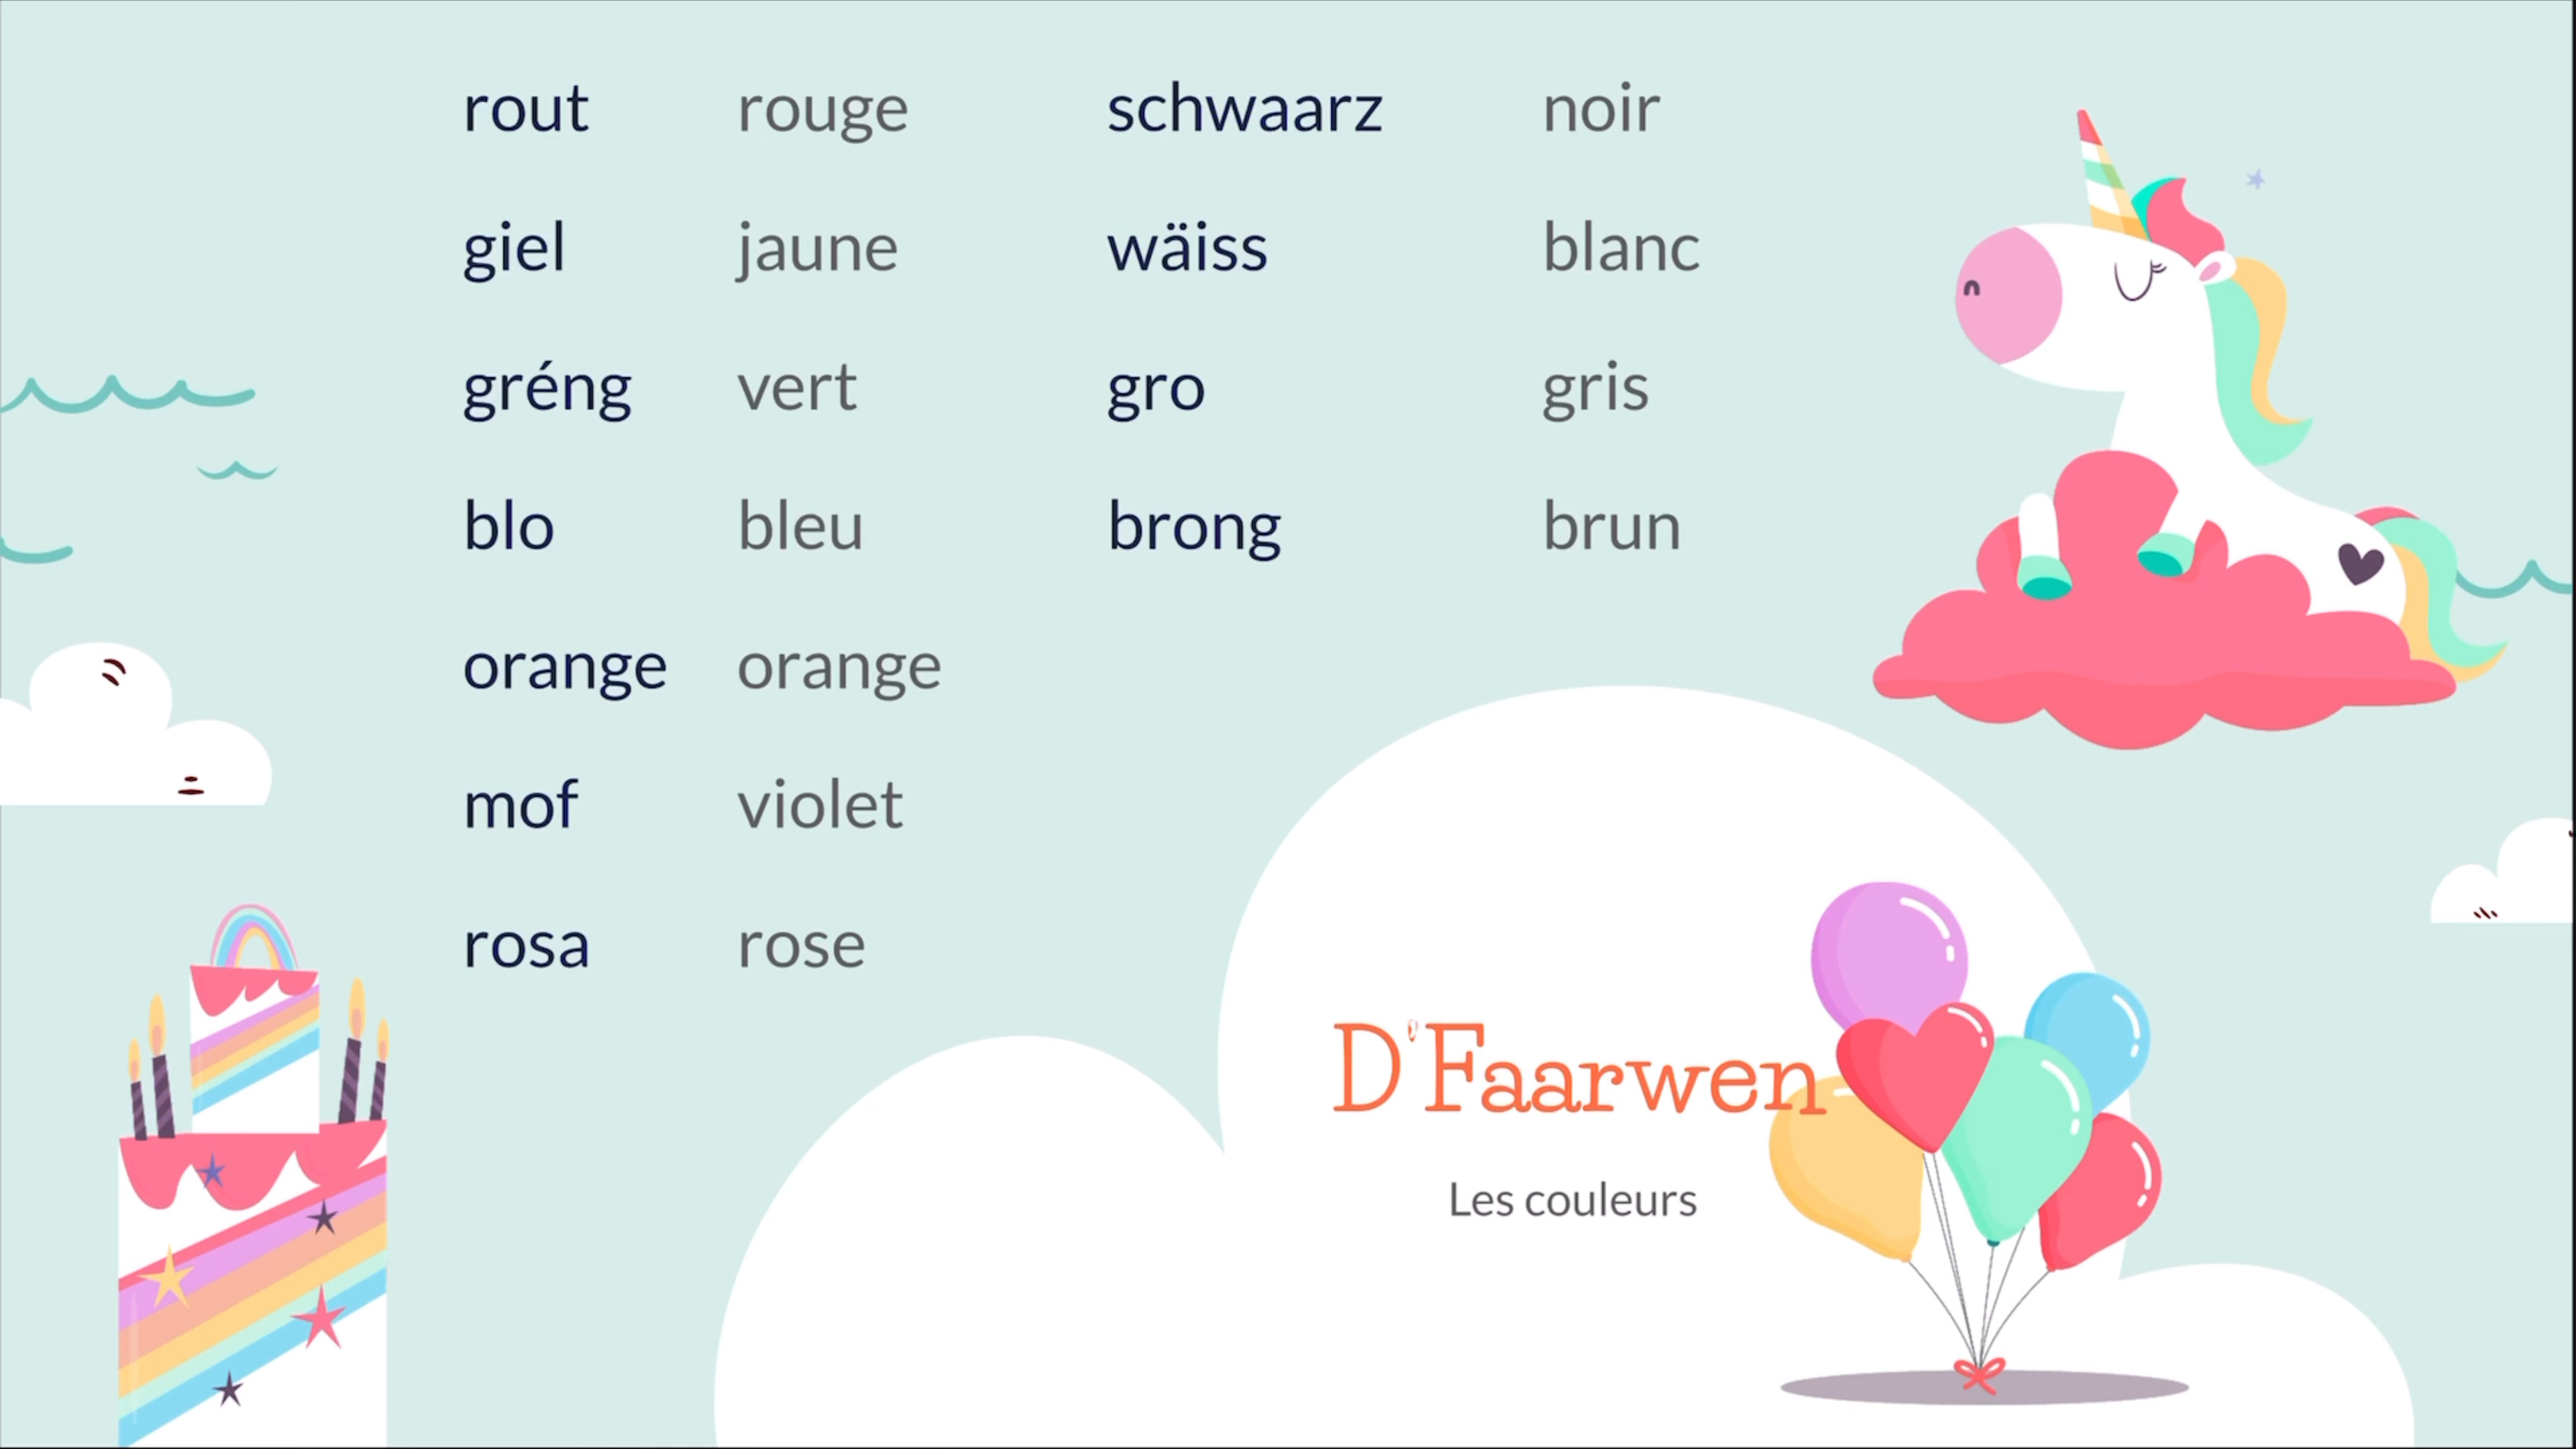 rout rouge schwaarz noir
giel jaune wäiss blanc
gréng vert gro gris
blo bleu brong brun
orange orange
mof violet
rosa rose
D'Faarwen
Les couleurs